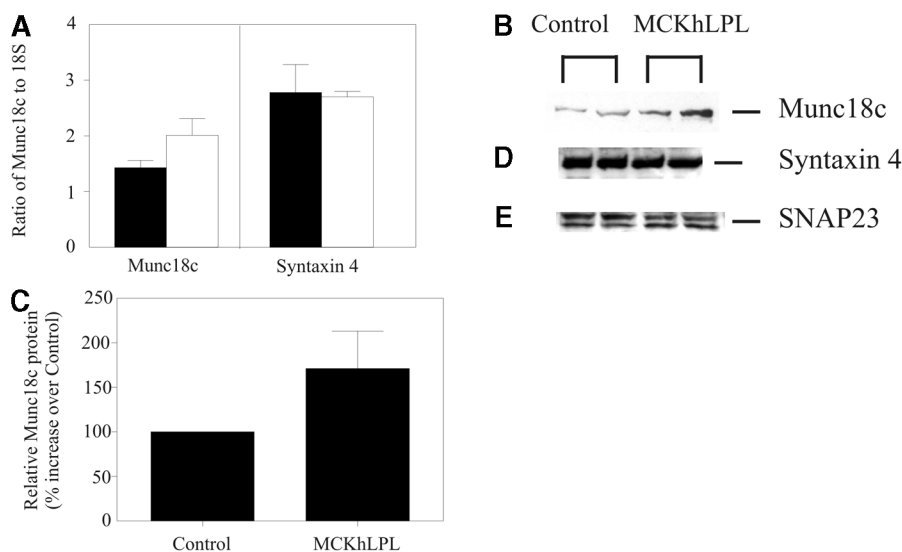 A
Ratio of Munc18c to 18S
4
3
2
1
0
Munc18c
Syntaxin 4
B
Control
MCKhLPL
Munc18c
D
Syntaxin 4
E
SNAP23
C
Relative Munc18c protein
(% increase over Control)
250
200
150
100
50
0
Control
MCKhLPL